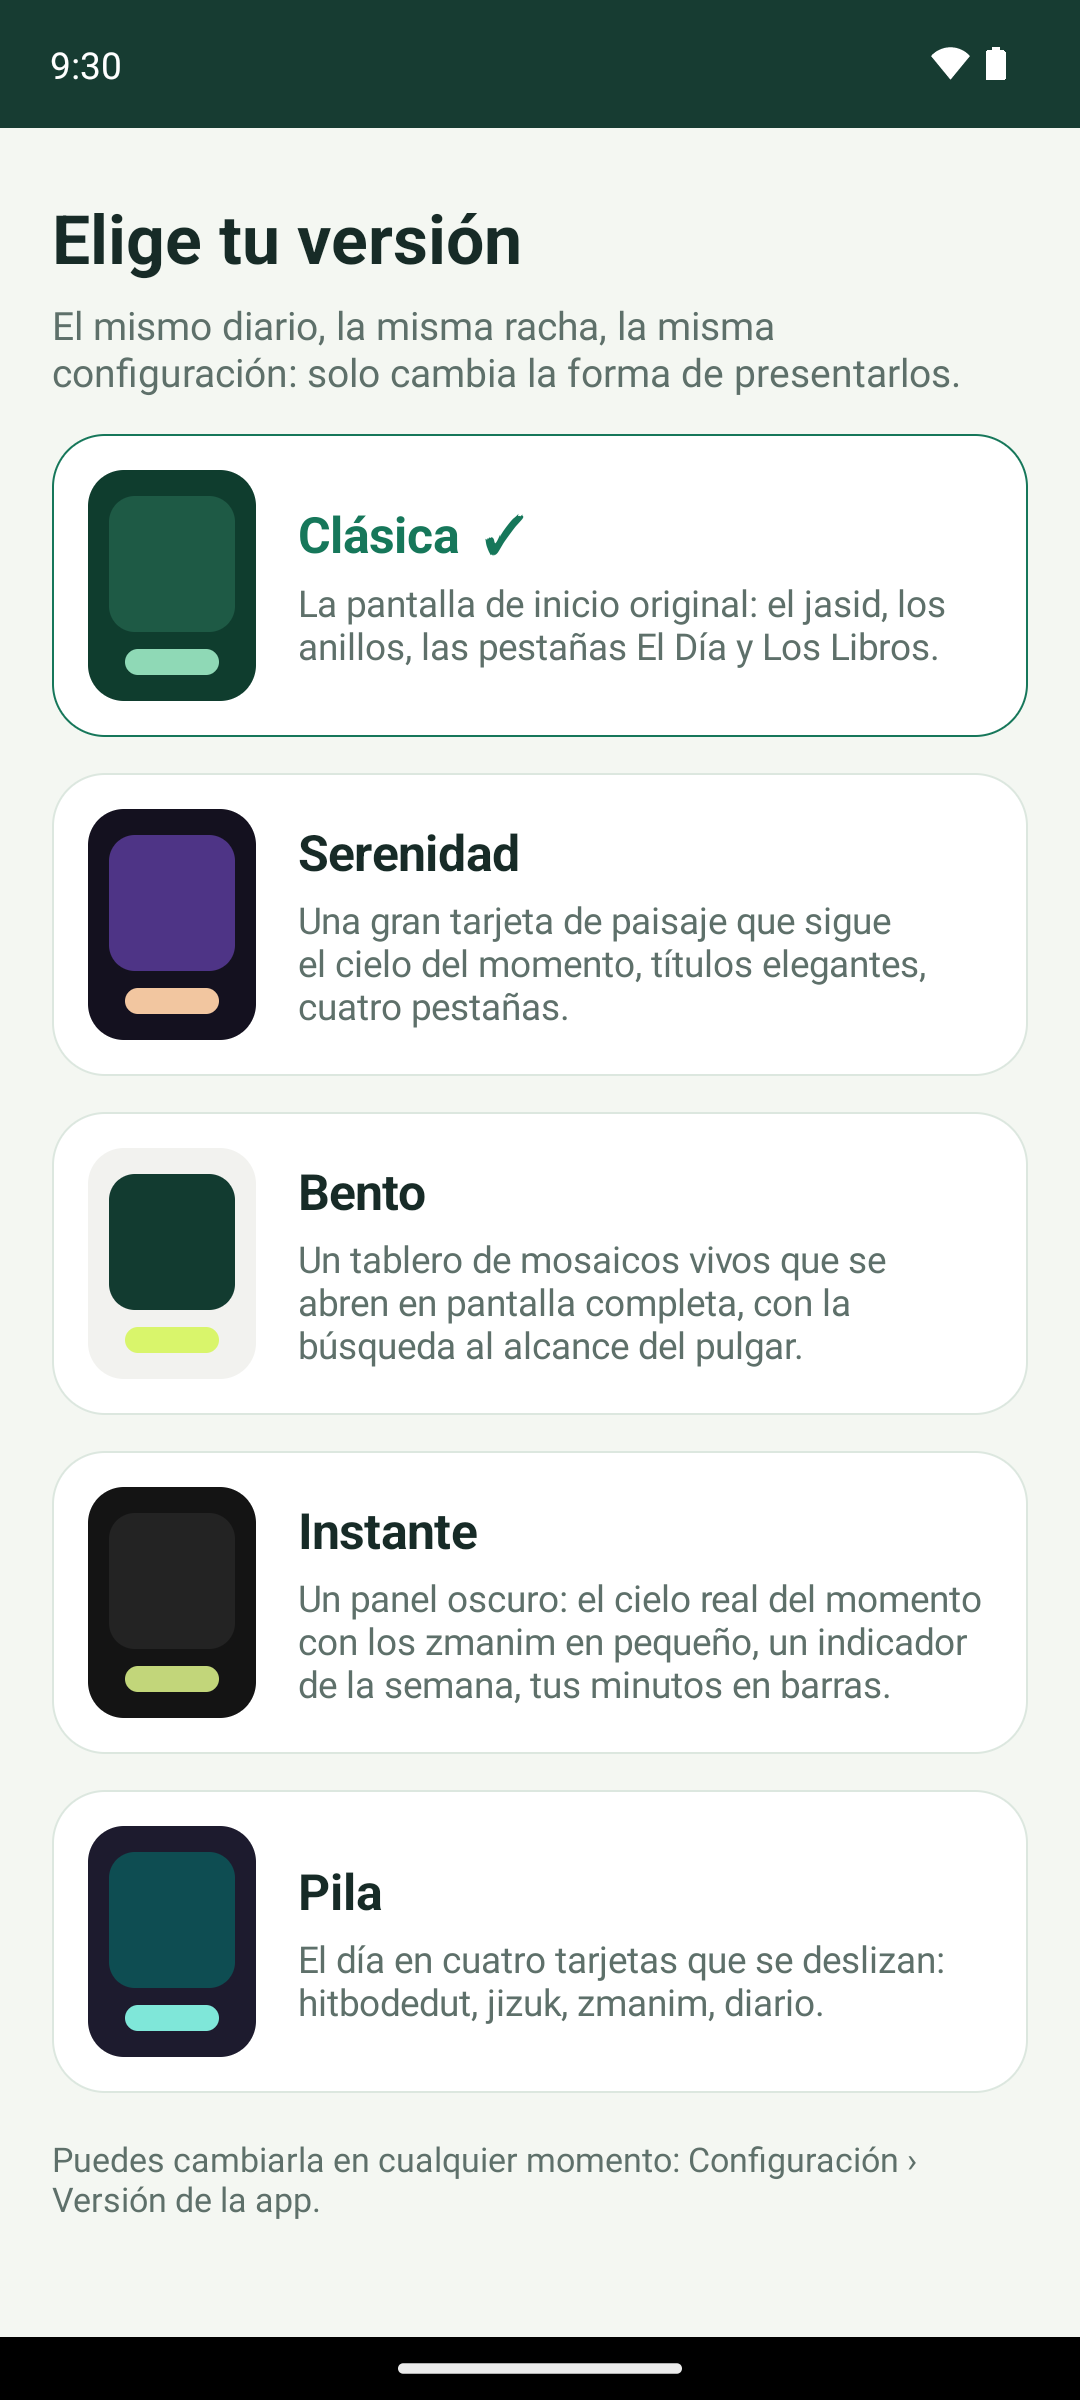 9:30
Elige tu versión
El mismo diario, la misma racha, la misma
configuración: solo cambia la forma de presentarlos.
Clásica ✓
La pantalla de inicio original: el jasid, los
anillos, las pestañas El Día y Los Libros.
Serenidad
Una gran tarjeta de paisaje que sigue
el cielo del momento, títulos elegantes,
cuatro pestañas.
Bento
Un tablero de mosaicos vivos que se
abren en pantalla completa, con la
búsqueda al alcance del pulgar.
Instante
Un panel oscuro: el cielo real del momento
con los zmanim en pequeño, un indicador
de la semana, tus minutos en barras.
Pila
El día en cuatro tarjetas que se deslizan:
hitbodedut, jizuk, zmanim, diario.
Puedes cambiarla en cualquier momento: Configuración ›
Versión de la app.